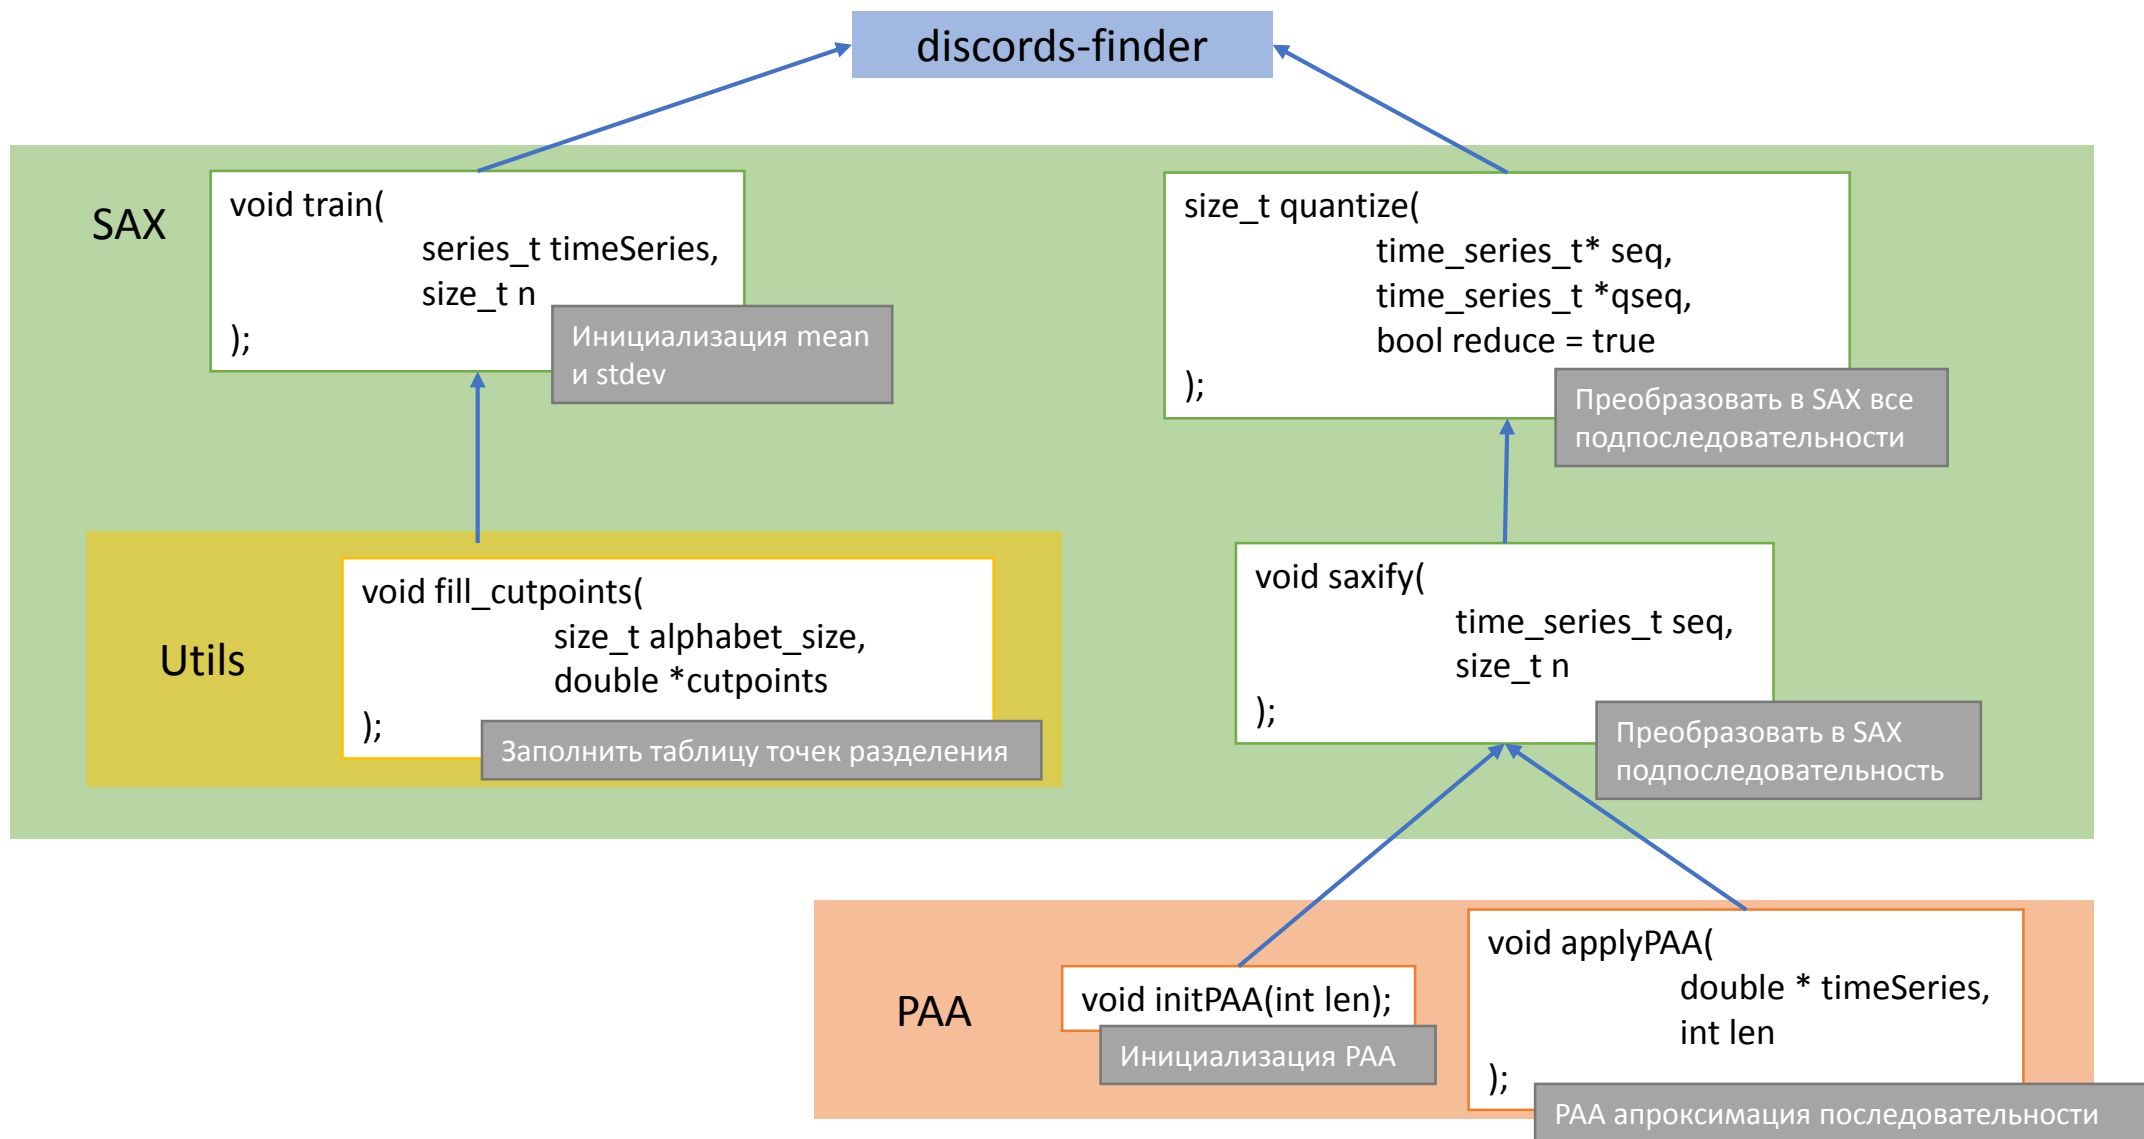 discords-finder
SAX
void train(
series_t timeSeries,
size_t n
);
Инициализация mean
и stdev
size_t quantize(
time_series_t* seq,
time_series_t *qseq,
bool reduce = true
);
Преобразовать в SAX все
подпоследовательности
Utils
void fill_cutpoints(
size_t alphabet_size,
double *cutpoints
);
Заполнить таблицу точек разделения
void saxify(
time_series_t seq,
size_t n
);
Преобразовать в SAX
подпоследовательность
PAA
void initPAA(int len);
Инициализация PAA
void applyPAA(
double * timeSeries,
int len
);
PAA апроксимация последовательности